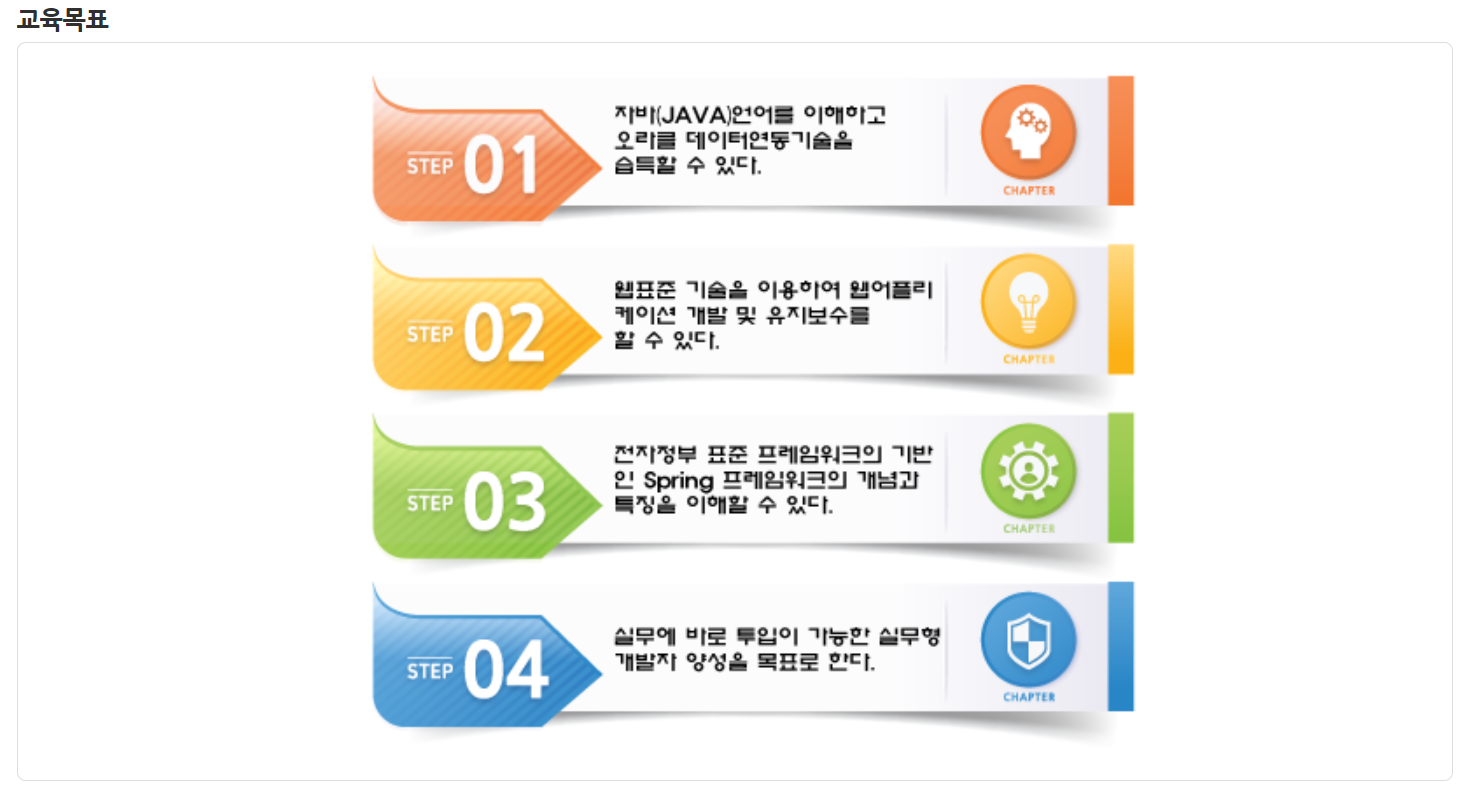 교육목표
STEP 01
자바(JAVA)언어를 이해하고
오라클 데이터연동기술을
습득할 수 있다.
CHAPTER
STEP 02
웹표준 기술을 이용하여 웹어플리
케이션 개발 및 유지보수를
할 수 있다.
CHAPTER
STEP 03
전자정부 표준 프레임워크의 기반
인 Spring 프레임워크의 개념과
특징을 이해할 수 있다.
CHAPTER
STEP 04
실무에 바로 투입이 가능한 실무형
개발자 양성을 목표로 한다.
CHAPTER